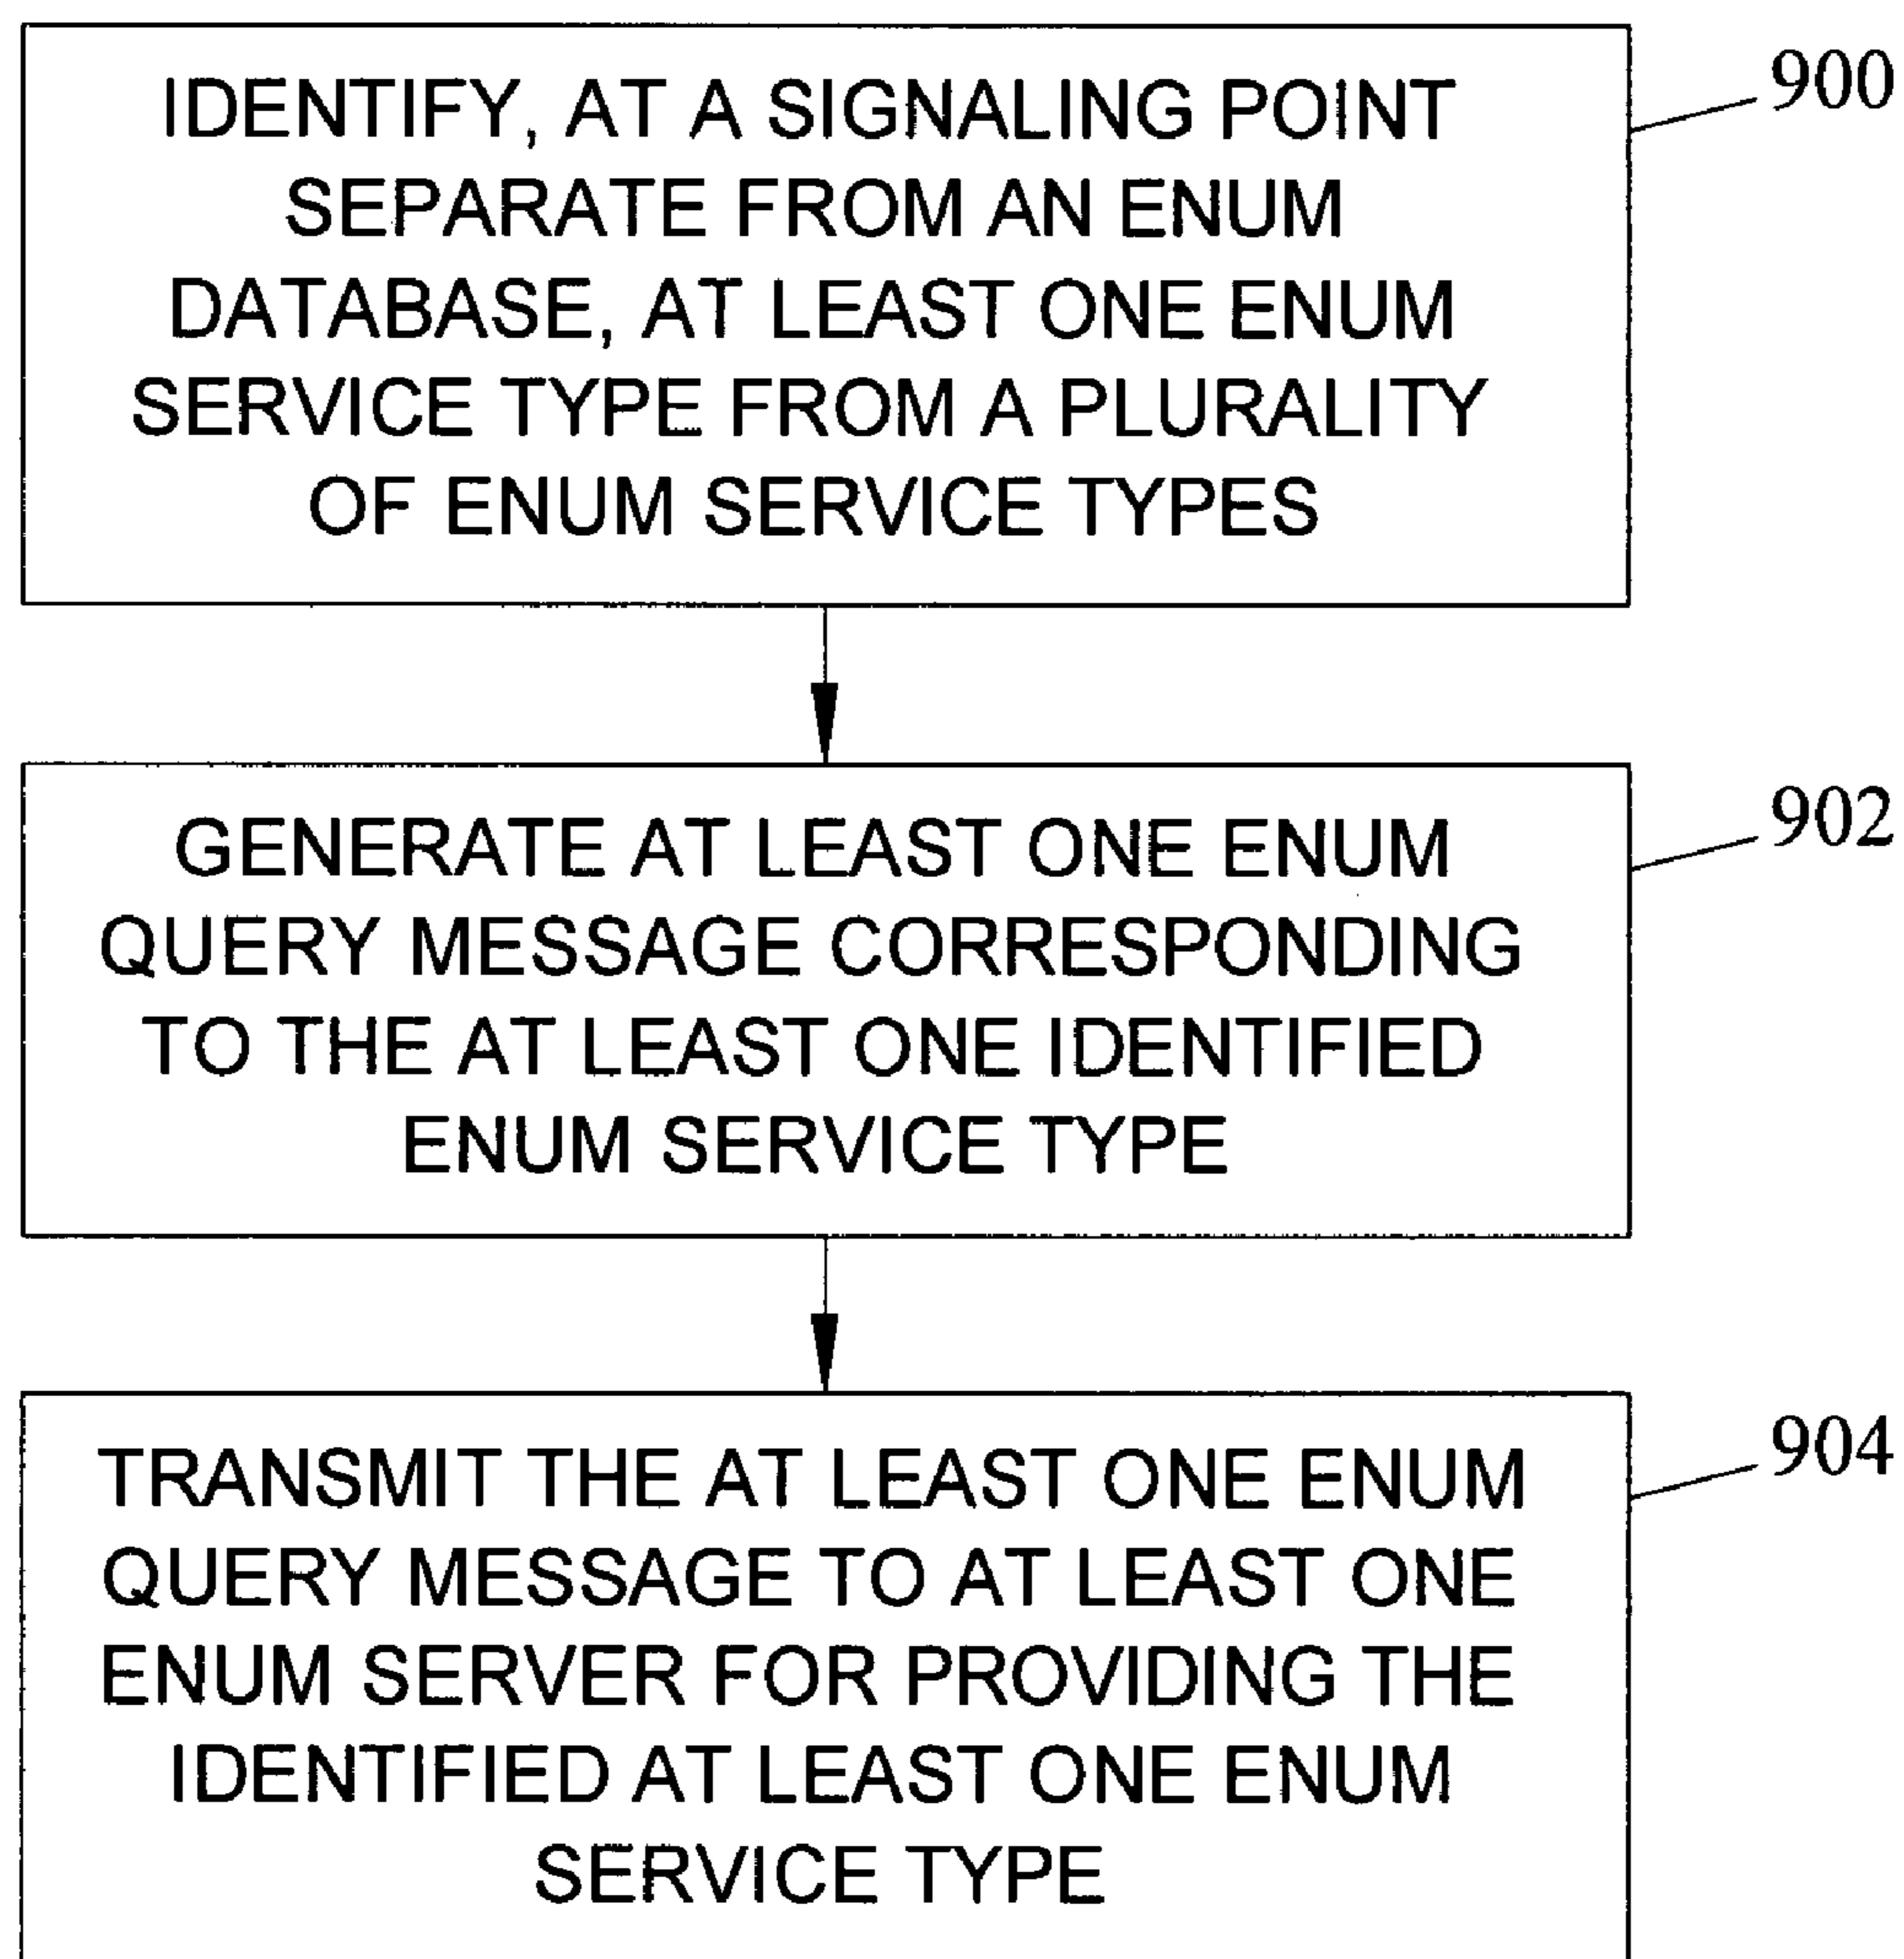 IDENTIFY, AT A SIGNALING POINT
SEPARATE FROM AN ENUM
DATABASE, AT LEAST ONE ENUM
SERVICE TYPE FROM A PLURALITY
OF ENUM SERVICE TYPES
900
GENERATE AT LEAST ONE ENUM
QUERY MESSAGE CORRESPONDING
TO THE AT LEAST ONE IDENTIFIED
ENUM SERVICE TYPE
902
TRANSMIT THE AT LEAST ONE ENUM
QUERY MESSAGE TO AT LEAST ONE
ENUM SERVER FOR PROVIDING THE
IDENTIFIED AT LEAST ONE ENUM
SERVICE TYPE
904